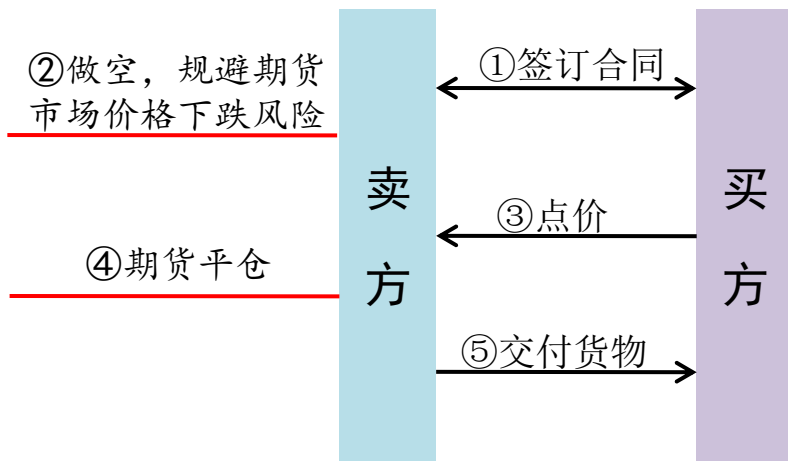 ②做空，规避期货
市场价格下跌风险
①签订合同
卖方
买方
③点价
④期货平仓
⑤交付货物